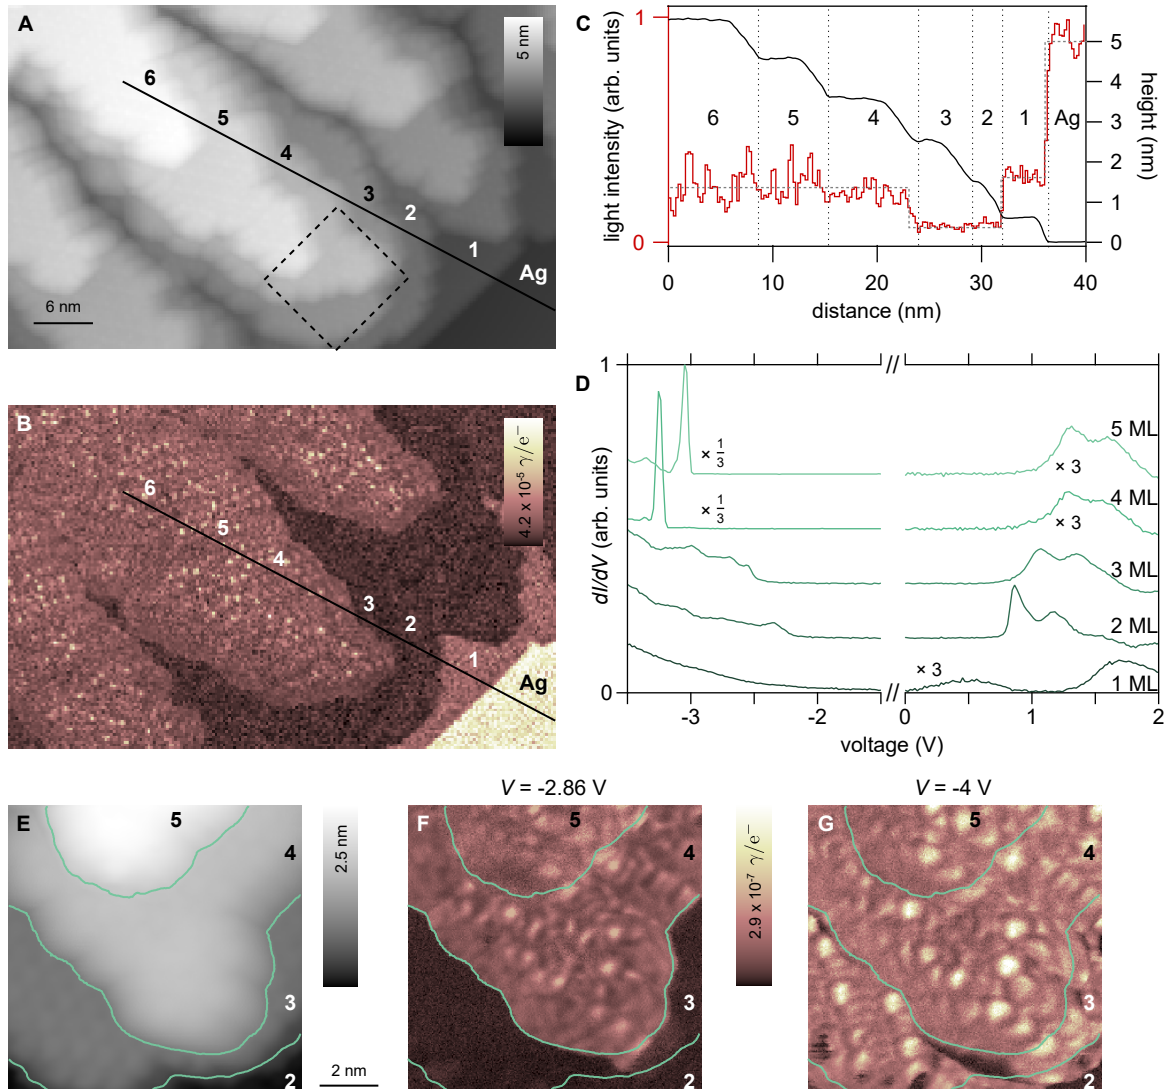 A
5 nm
6
5
4
3
2
1
Ag
6 nm
B
4.2 x 10-5 γ/e−
6
5
4
3
2
1
Ag
C
light intensity (arb. units)
1
0
6
5
4
3
2
1
Ag
height (nm)
5
4
3
2
1
0
0
10
20
30
40
distance (nm)
D
dI/dV (arb. units)
1
0
//
× 1/3
5 ML
× 3
× 1/3
4 ML
× 3
3 ML
2 ML
× 3
1 ML
//
-3
-2
0
1
2
voltage (V)
E
5
4
3
2
2.5 nm
2 nm
V = -2.86 V
F
5
4
3
2
2.9 x 10-7 γ/e−
V = -4 V
G
5
4
3
2